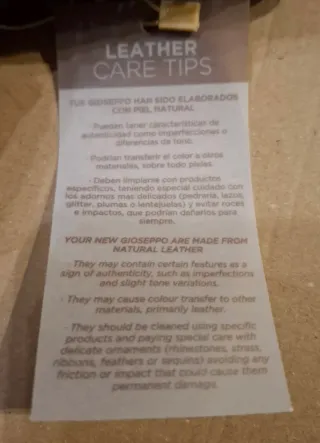 LEATHER
CARE TIPS
TUS GIOSEPPO HAN SIDO ELABORADOS
CON PIEL NATURAL
· Pueden tener características de
autenticidad como imperfecciones o
diferencias de tono.
· Podrían transferir el color a otros
materiales, sobre todo pieles.
· Deben limpiarse con productos
específicos, teniendo especial cuidado con
los adornos mas delicados (pedrería, lazos,
glitter, plumas o lentejuelas) y evitar roces
e impactos, que podrían dañarlos para
siempre.
YOUR NEW GIOSEPPO ARE MADE FROM
NATURAL LEATHER
· They may contain certain features as a
sign of authenticity, such as imperfections
and slight tone variations.
· They may cause colour transfer to other
materials, primarily leather.
· They should be cleaned using specific
products and paying special care with
delicate ornaments (rhinestones, strass,
ribbons, feathers or sequins) avoiding any
friction or impact that could cause them
permanent damage.